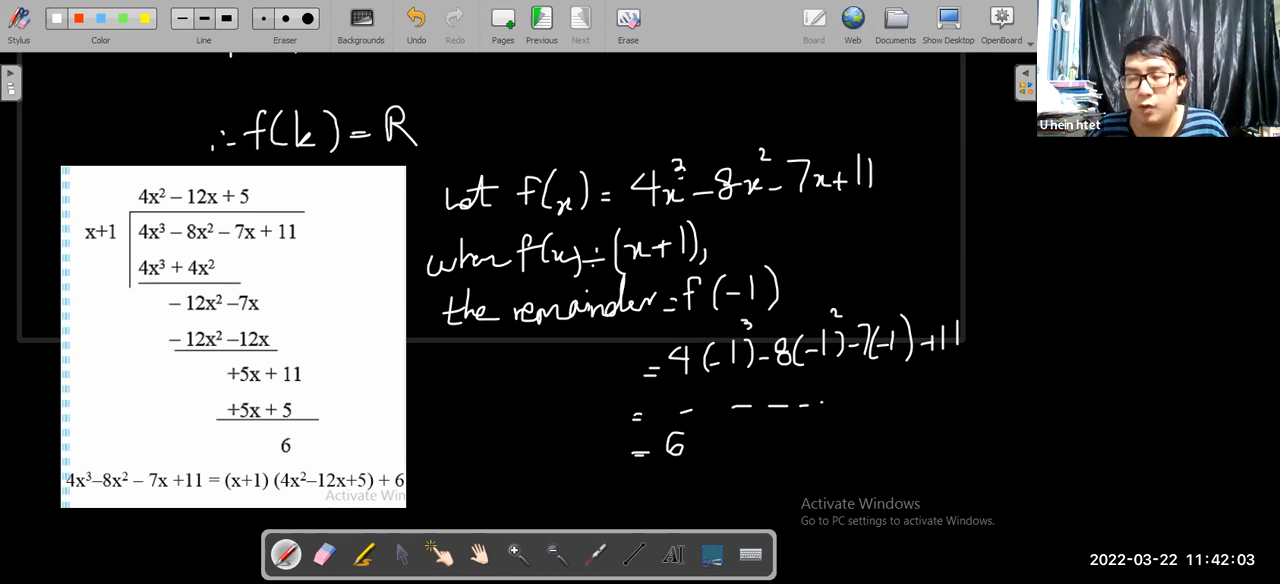 Stylus
Color
Line
Eraser
Backgrounds
Undo
Redo
Pages
Previous
Next
Erase
Board
Web
Documents
Show Desktop
OpenBoard
U hein htet
∴ f(k) = R
4x² – 12x + 5
x+1
4x³ – 8x² – 7x + 11
4x³ + 4x²
– 12x² –7x
– 12x² –12x
+5x + 11
+5x + 5
6
4x³–8x² – 7x +11 = (x+1) (4x²–12x+5) + 6
Let f(x) = 4x³ – 8x² – 7x + 11
when f(x) ÷ (x+1),
the remainder = f(-1)
= 4(-1)³ - 8(-1)² - 7(-1) + 11
= - - - - .
= 6
Activate Win
Activate Windows
Go to PC settings to activate Windows.
AI
2022-03-22 11:42:03